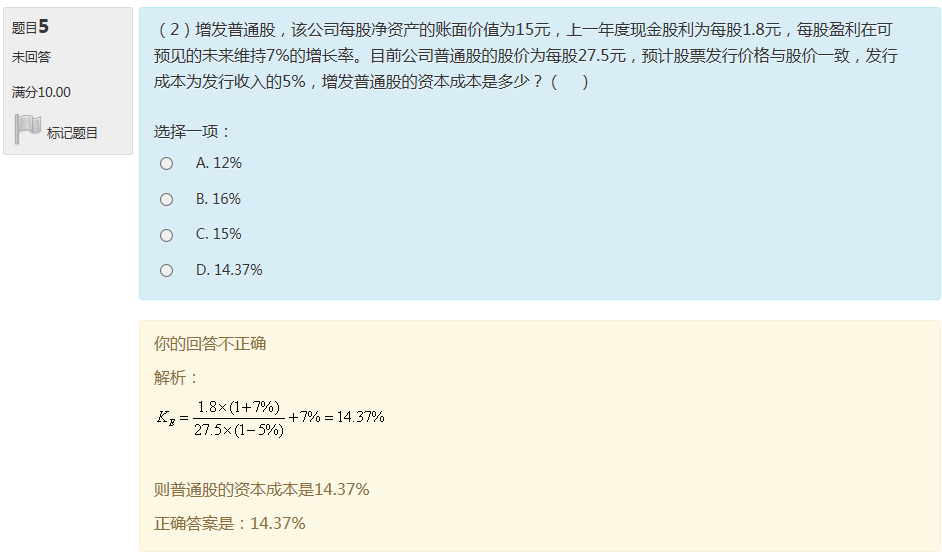 题目5
未回答
满分10.00
标记题目
（2）增发普通股，该公司每股净资产的账面价值为15元，上一年度现金股利为每股1.8元，每股盈利在可
预见的未来维持7%的增长率。目前公司普通股的股价为每股27.5元，预计股票发行价格与股价一致，发行
成本为发行收入的5%，增发普通股的资本成本是多少？（　　）
选择一项：
A. 12%
B. 16%
C. 15%
D. 14.37%
你的回答不正确
解析：
K_E = 1.8×(1+7%) / 27.5×(1−5%) +7% = 14.37%
则普通股的资本成本是14.37%
正确答案是：14.37%